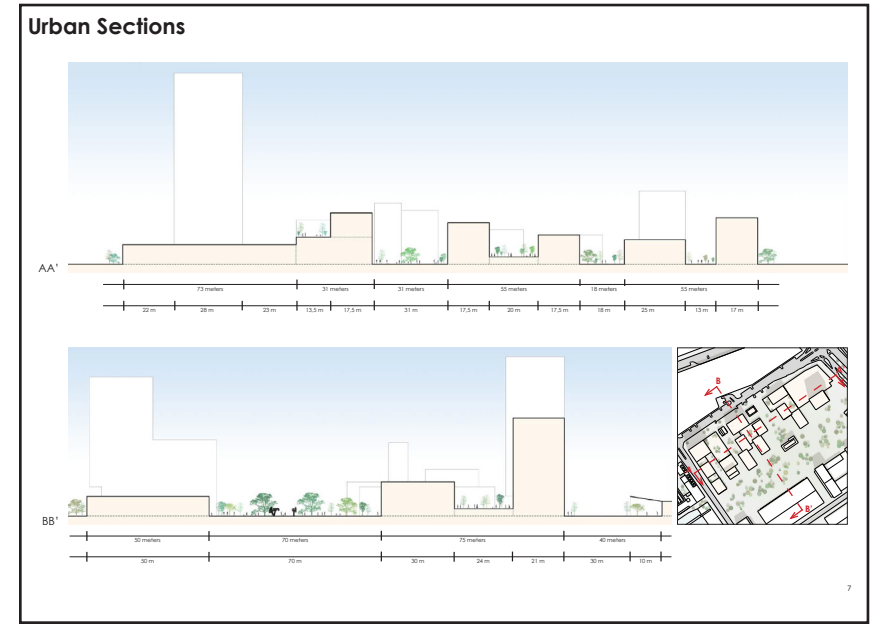 Urban Sections
AA'
73 meters 31 meters 31 meters 55 meters 18 meters 55 meters
22 m 28 m 23 m 13,5 m 17,5 m 31 m 17,5 m 20 m 17,5 m 18 m 25 m 13 m 17 m
BB'
50 meters 70 meters 75 meters 40 meters
50 m 70 m 30 m 24 m 21 m 30 m 10 m
B
B'
7